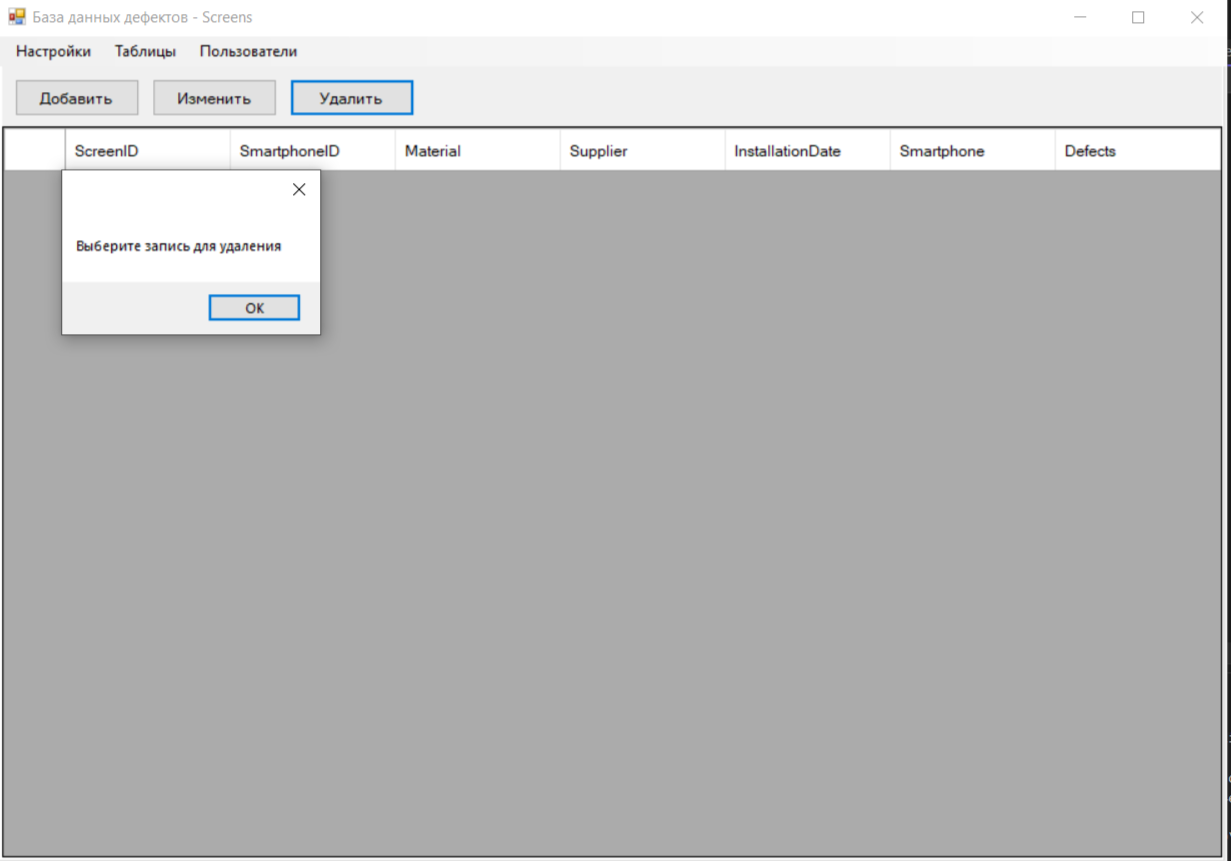 База данных дефектов - Screens
Настройки Таблицы Пользователи
Добавить Изменить Удалить
ScreenID SmartphoneID Material Supplier InstallationDate Smartphone Defects
Выберите запись для удаления
OK